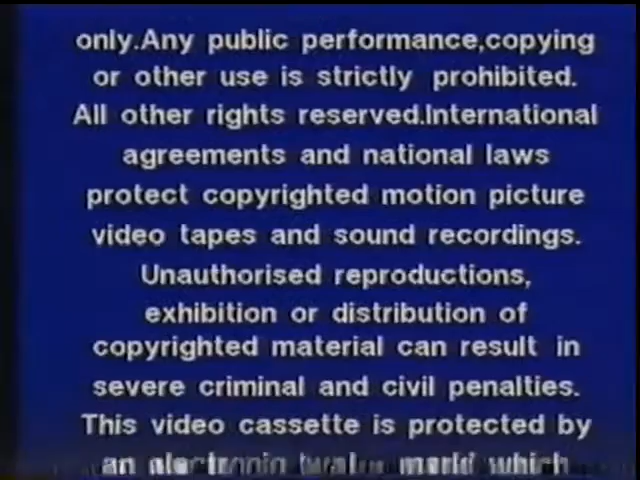 only.Any public performance,copying
or other use is strictly prohibited.
All other rights reserved.International
agreements and national laws
protect copyrighted motion picture
video tapes and sound recordings.
Unauthorised reproductions,
exhibition or distribution of
copyrighted material can result in
severe criminal and civil penalties.
This video cassette is protected by
an electronic which